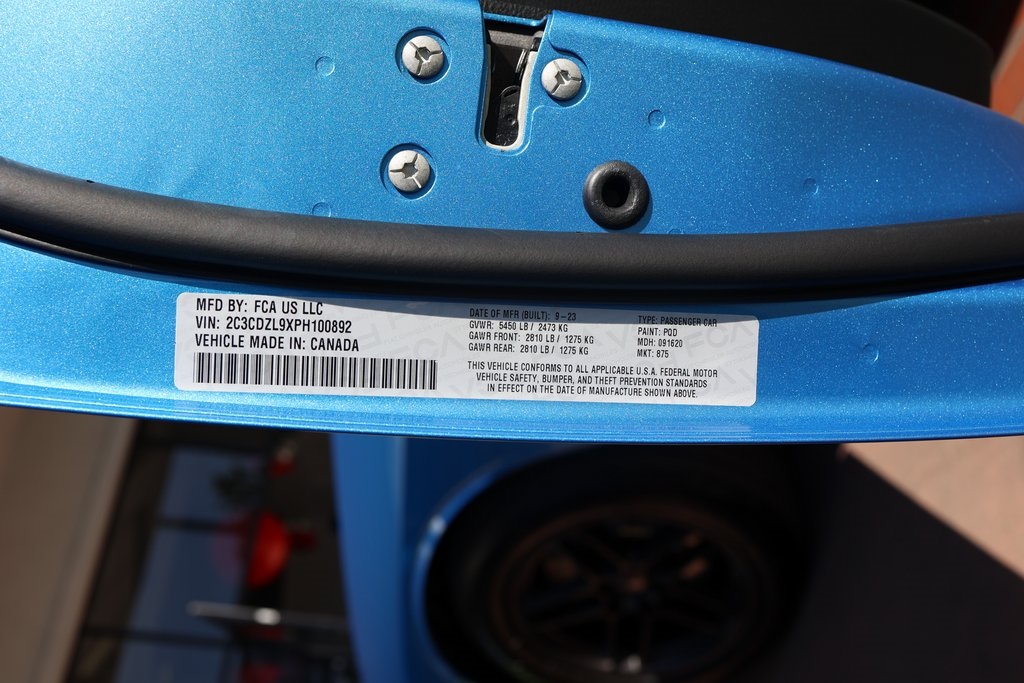 MFD BY: FCA US LLC
VIN: 2C3CDZL9XPH100892
VEHICLE MADE IN: CANADA
DATE OF MFR (BUILT): 9-23
GVWR: 5450 LB / 2473 KG
GAWR FRONT: 2810 LB / 1275 KG
GAWR REAR: 2810 LB / 1275 KG
TYPE: PASSENGER CAR
PAINT: PQD
MDH: 091620
MKT: 875
THIS VEHICLE CONFORMS TO ALL APPLICABLE U.S.A. FEDERAL MOTOR
VEHICLE SAFETY, BUMPER, AND THEFT PREVENTION STANDARDS
IN EFFECT ON THE DATE OF MANUFACTURE SHOWN ABOVE.